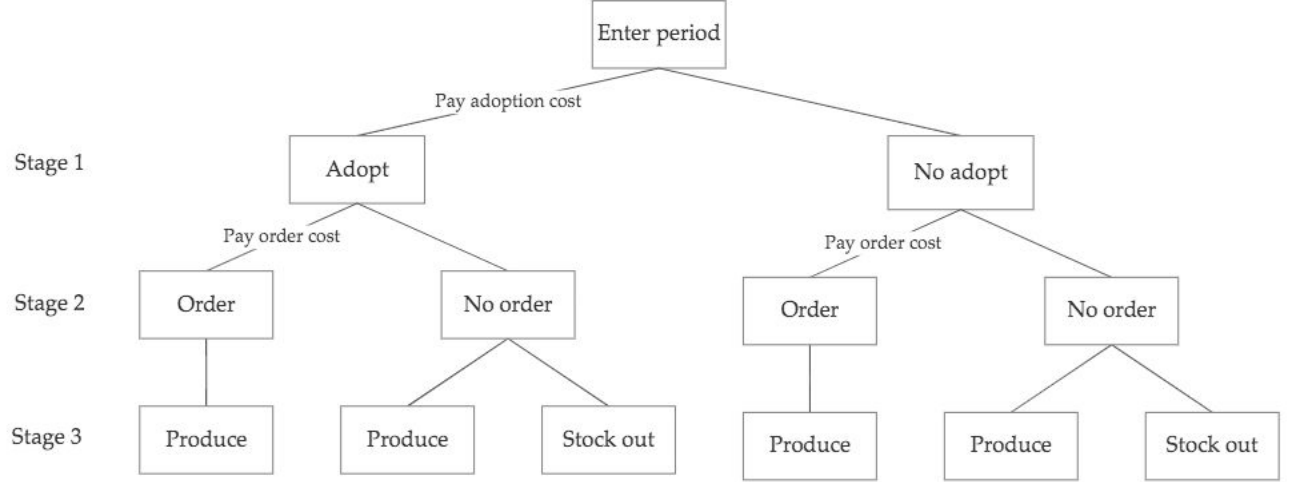 Enter period
Pay adoption cost
Stage 1
Adopt
No adopt
Pay order cost
Pay order cost
Stage 2
Order
No order
Order
No order
Stage 3
Produce
Produce
Stock out
Produce
Produce
Stock out